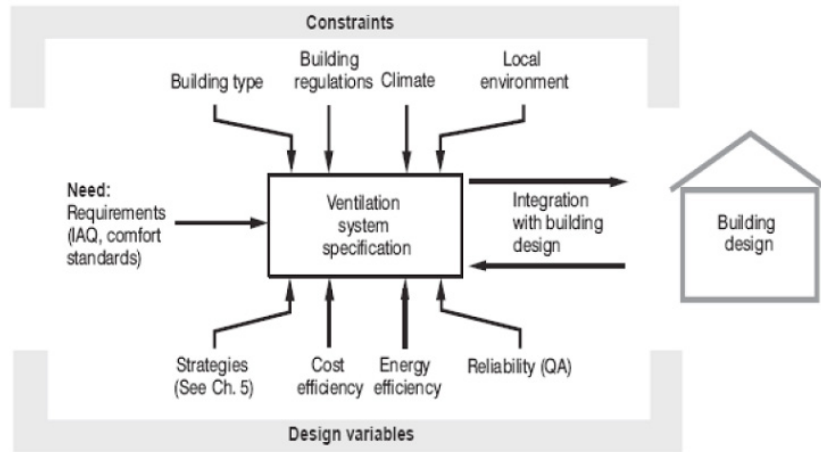 Constraints
Building type
Building
regulations
Climate
Local
environment
Need:
Requirements
(IAQ, comfort
standards)
Ventilation
system
specification
Integration
with building
design
Building
design
Strategies
(See Ch. 5)
Cost
efficiency
Energy
efficiency
Reliability (QA)
Design variables